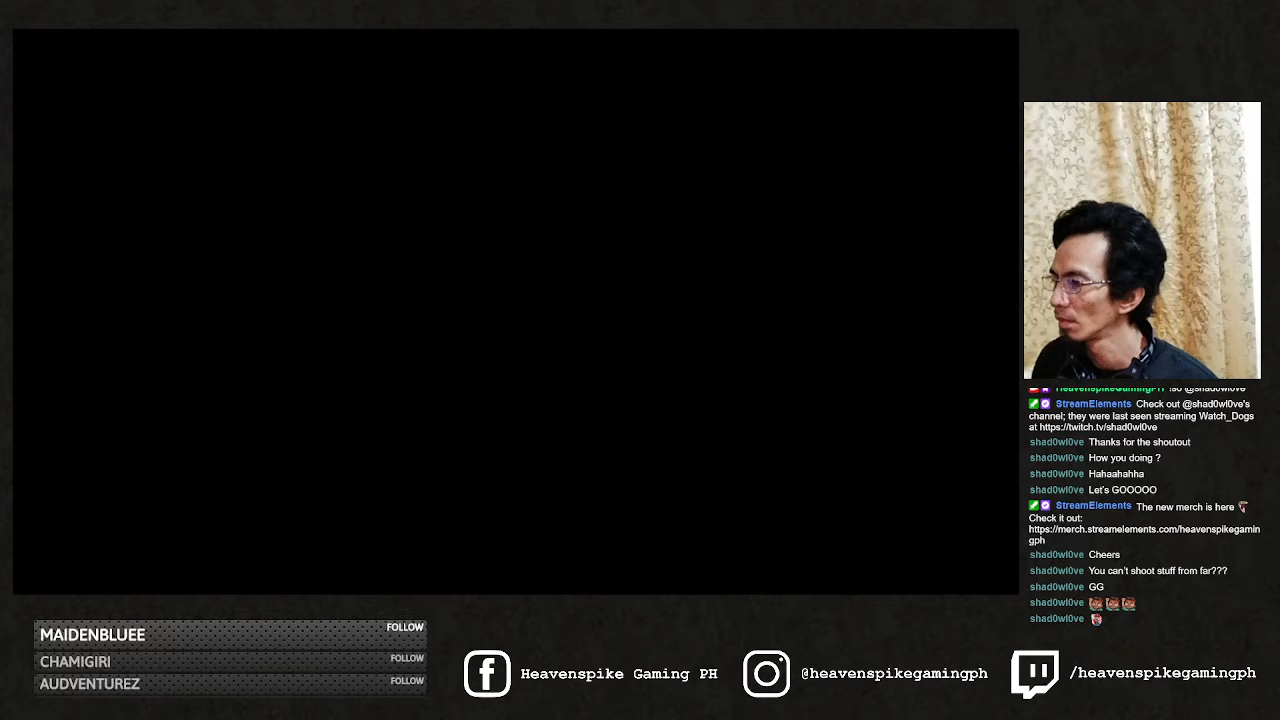 HeavenspikeGamingPH !so @shad0wl0ve
StreamElements Check out @shad0wl0ve's
channel; they were last seen streaming Watch_Dogs
at https://twitch.tv/shad0wl0ve
shad0wl0ve Thanks for the shoutout
shad0wl0ve How you doing ?
shad0wl0ve Hahaahahha
shad0wl0ve Let's GOOOOO
StreamElements The new merch is here
Check it out:
https://merch.streamelements.com/heavenspikegamin
gph
shad0wl0ve Cheers
shad0wl0ve You can't shoot stuff from far???
shad0wl0ve GG
shad0wl0ve
shad0wl0ve
MAIDENBLUEE FOLLOW
CHAMIGIRI FOLLOW
AUDVENTUREZ FOLLOW
Heavenspike Gaming PH @heavenspikegamingph /heavenspikegamingph